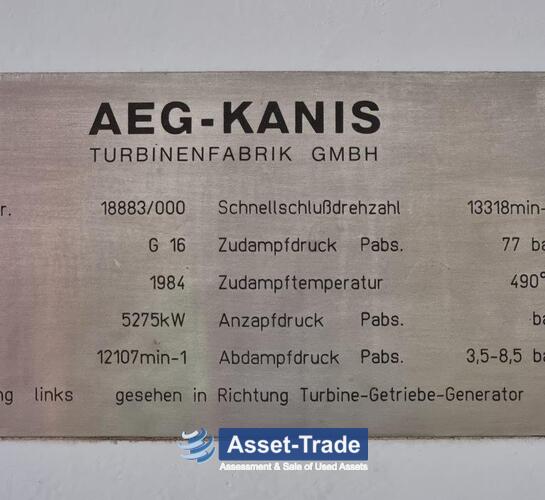 AEG-KANIS
TURBINENFABRIK GMBH
r. 18883/000 Schnellschlußdrehzahl 13318min-
G 16 Zudampfdruck Pabs. 77 ba
1984 Zudampftemperatur 490°
5275kW Anzapfdruck Pabs. ba
12107min-1 Abdampfdruck Pabs. 3,5-8,5 ba
ng links gesehen in Richtung Turbine-Getriebe-Generator
Asset-Trade
Assessment & Sale of Used Assets